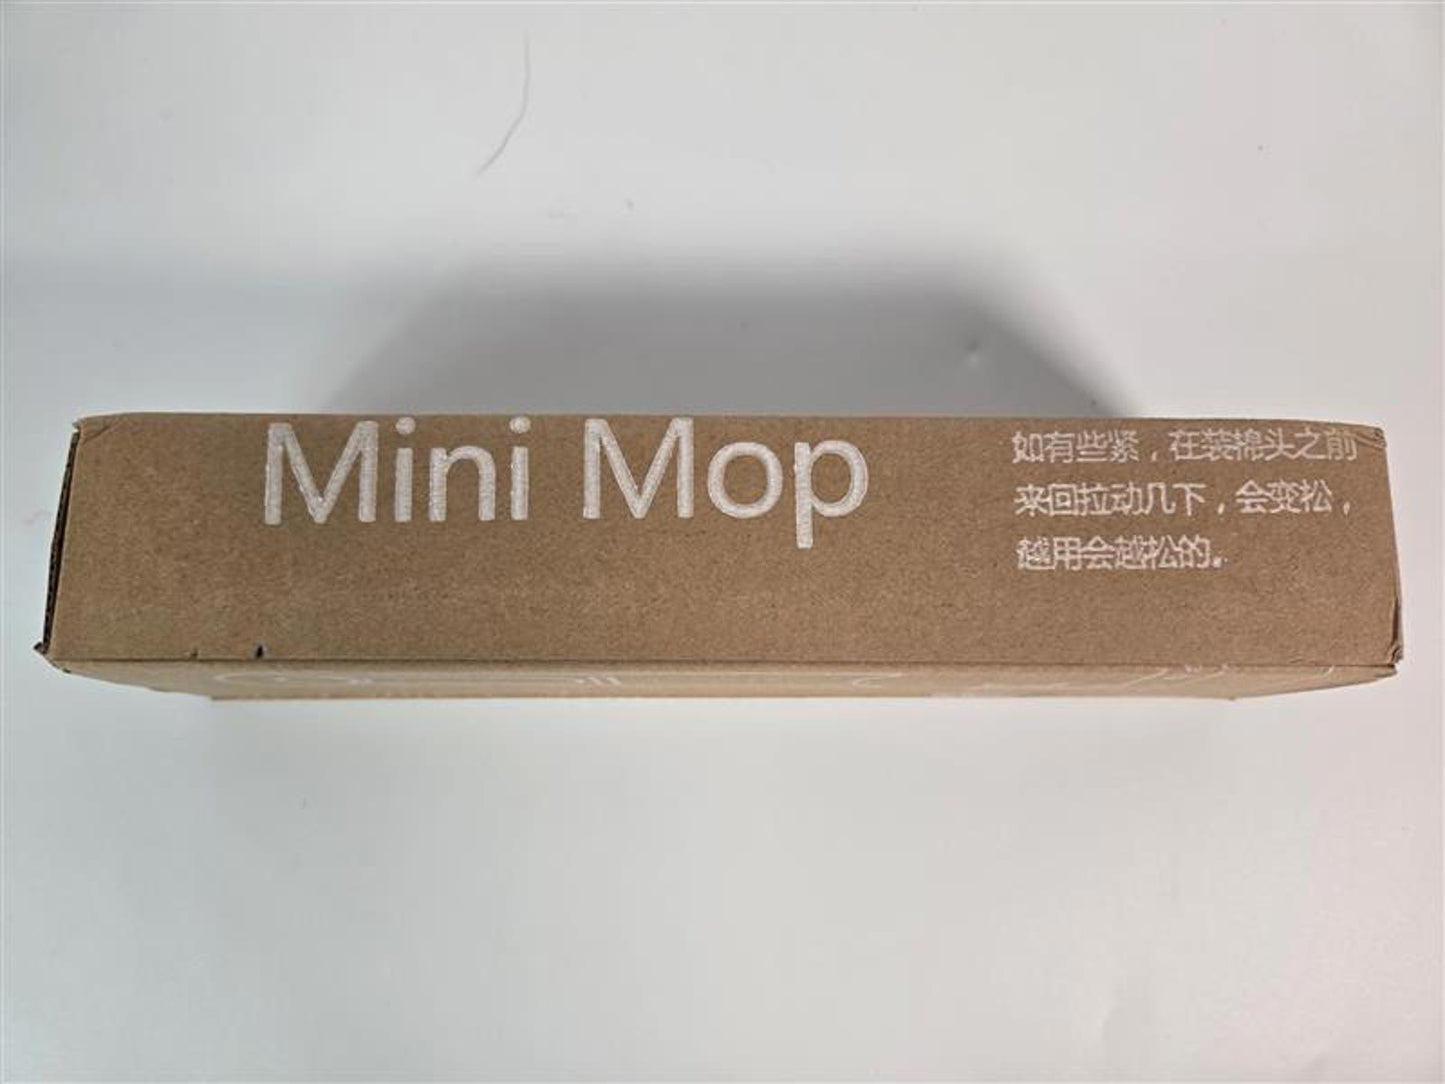 Mini Mop
如有些紧，在装棉头之前
来回拉动几下，会变松，
越用会越松的。